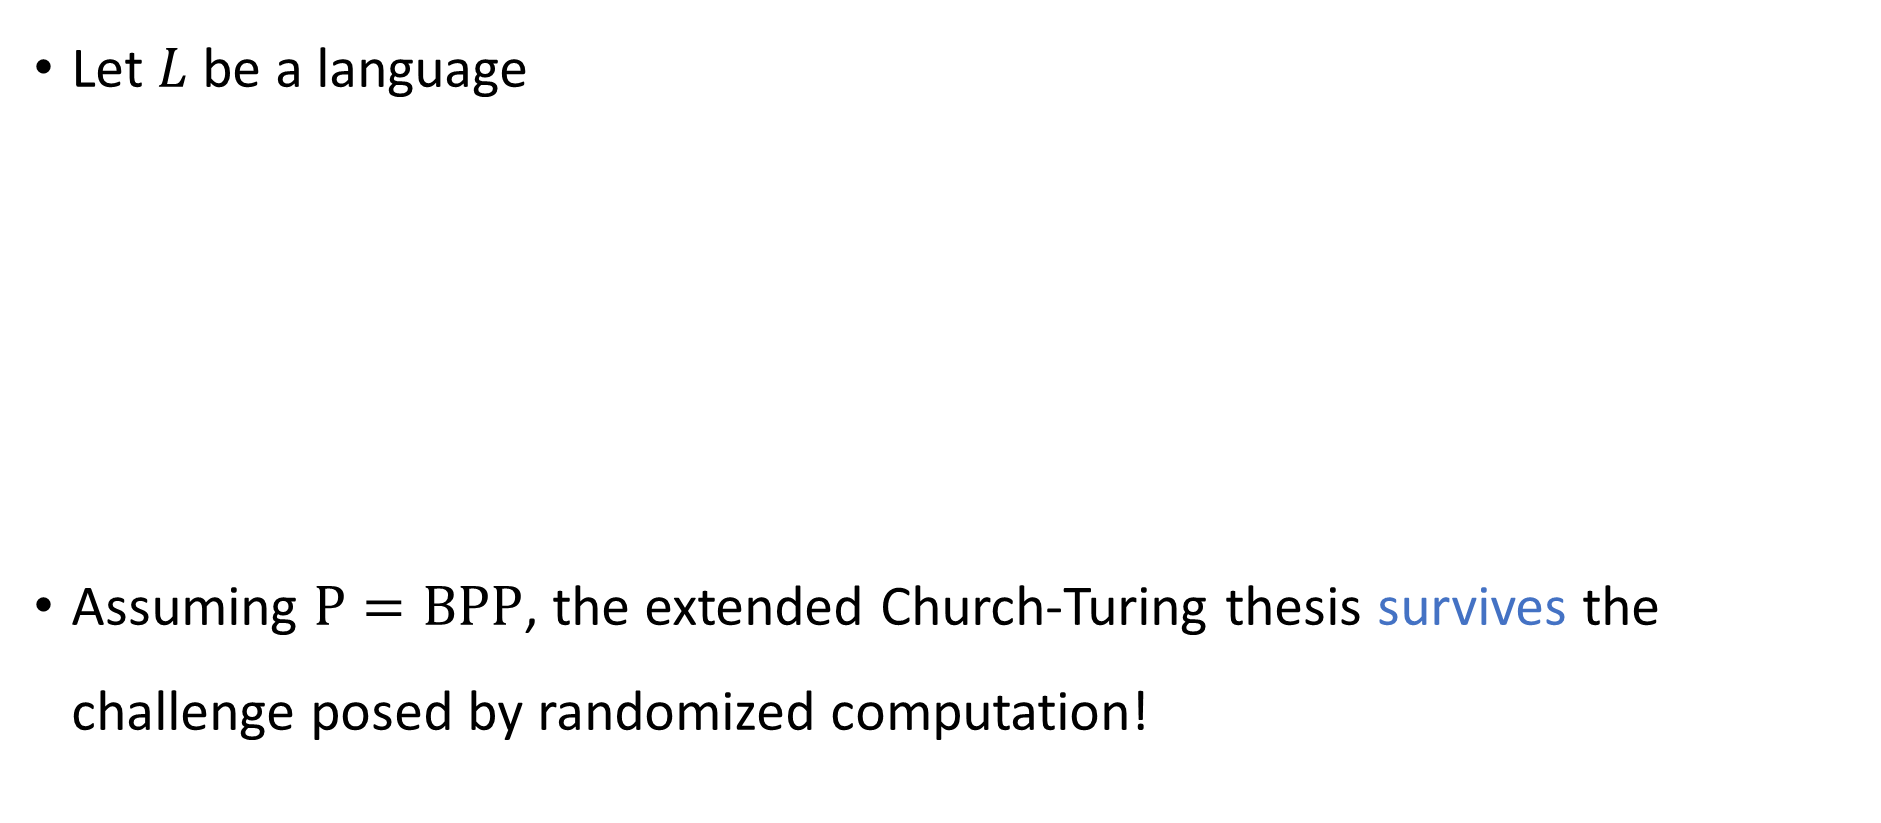 • Let 𝐿 be a language
• Assuming P = BPP, the extended Church-Turing thesis survives the
challenge posed by randomized computation!